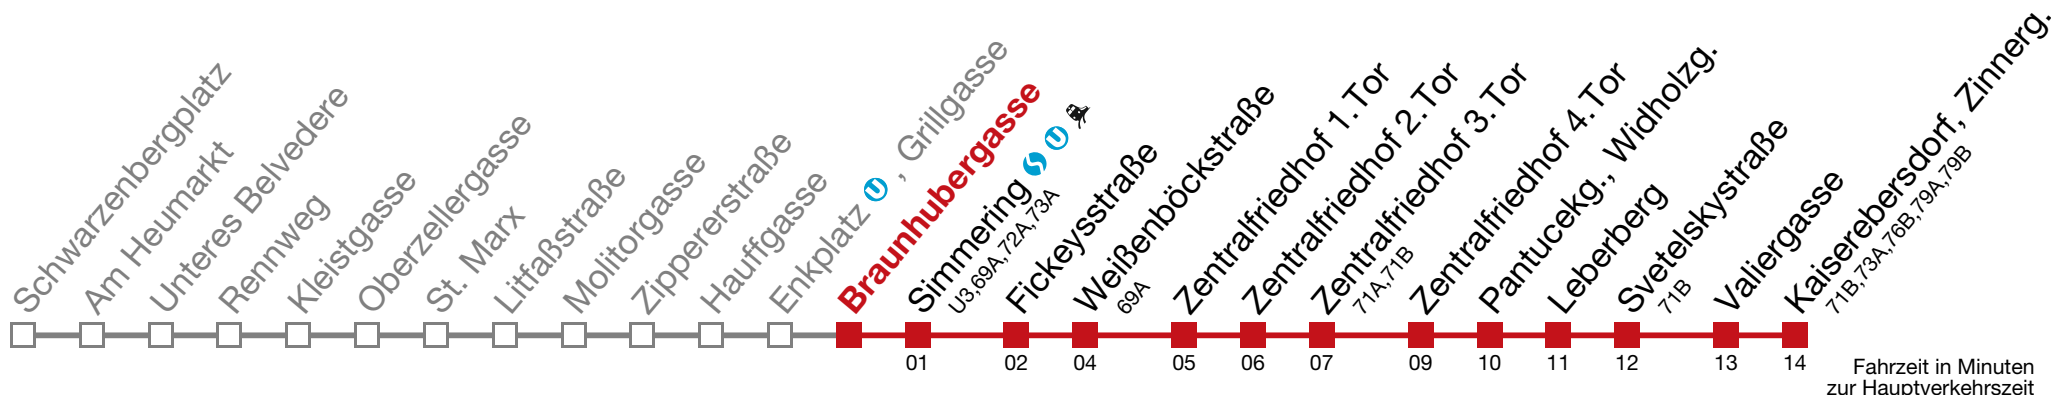 Schwarzenbergplatz
Am Heumarkt
Unteres Belvedere
Rennweg
Kleistgasse
Oberzellergasse
St. Marx
Litfaßstraße
Molitorgasse
Zippererstraße
Hauffgasse
Enkplatz U , Grillgasse
Braunhubergasse
Simmering S U
U3,69A,72A,73A
Fickeysstraße
Weißenböckstraße
69A
Zentralfriedhof 1. Tor
Zentralfriedhof 2. Tor
Zentralfriedhof 3. Tor
71A,71B
Zentralfriedhof 4. Tor
Pantucekg., Widholzg.
Leberberg
Svetelskystraße
71B
Valiergasse
Kaiserebersdorf, Zinnerg.
71B,73A,76B,79A,79B
01 02 04 05 06 07 09 10 11 12 13 14
Fahrzeit in Minuten
zur Hauptverkehrszeit